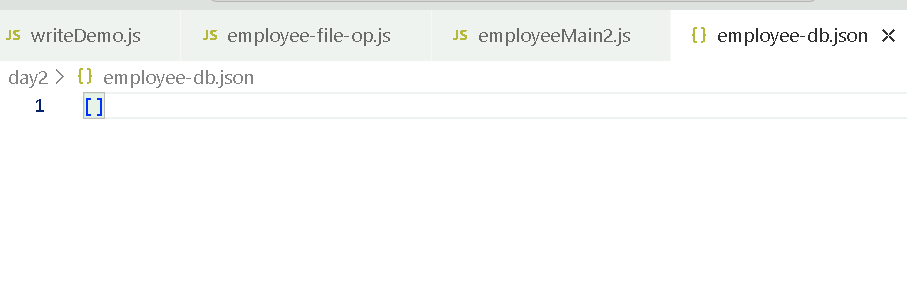 JS writeDemo.js JS employee-file-op.js JS employeeMain2.js {} employee-db.json ×
day2 > {} employee-db.json
1 []